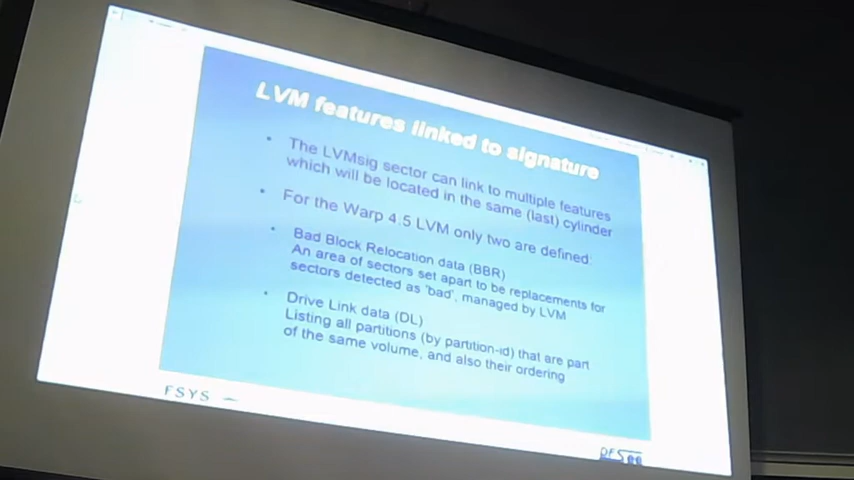 LVM features linked to signature
The LVMsig sector can link to multiple features
which will be located in the same (last) cylinder
For the Warp 4.5 LVM only two are defined:
Bad Block Relocation data (BBR)
An area of sectors set apart to be replacements for
sectors detected as 'bad', managed by LVM
Drive Link data (DL)
Listing all partitions (by partition-id) that are part
of the same volume, and also their ordering
FSYS
DFSee